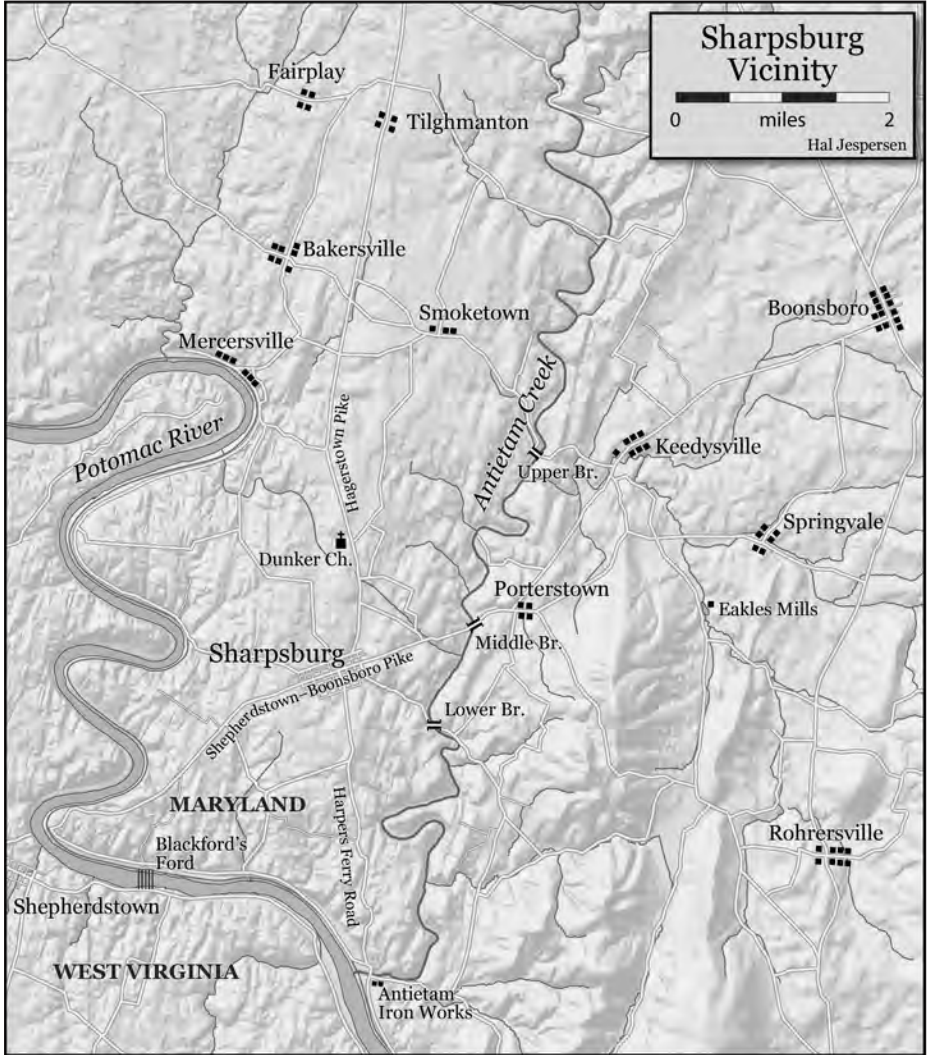 Sharpsburg
Vicinity
0 miles 2
Hal Jespersen
Fairplay
Tilghmanton
Bakersville
Boonsboro
Smoketown
Mercersville
Potomac River
Hagerstown Pike
Antietam Creek
Upper Br.
Keedysville
Springvale
Dunker Ch.
Porterstown
Eakles Mills
Middle Br.
Sharpsburg
Shepherdstown–Boonsboro Pike
Lower Br.
MARYLAND
Harpers Ferry Road
Blackford's
Ford
Rohrersville
Shepherdstown
WEST VIRGINIA
Antietam
Iron Works